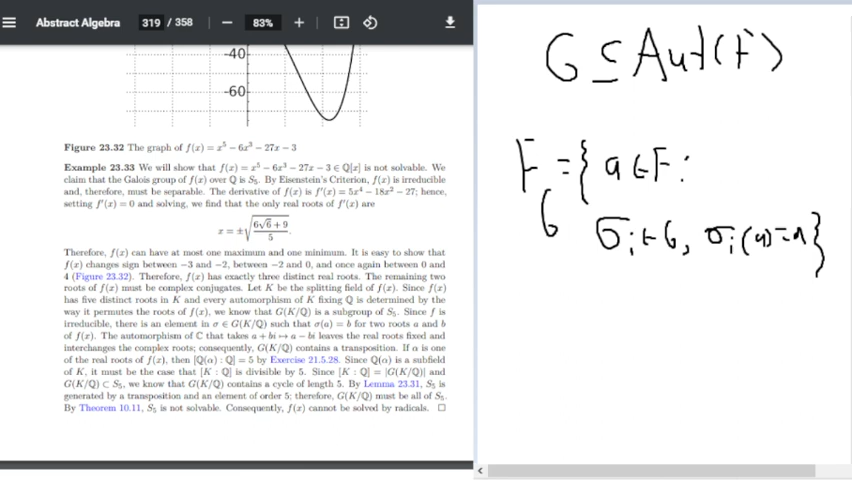 Abstract Algebra 319 / 358 − 83% +
-40
-60
Figure 23.32 The graph of f(x) = x⁵ − 6x³ − 27x − 3
Example 23.33 We will show that f(x) = x⁵ − 6x³ − 27x − 3 ∈ ℚ[x] is not solvable. We
claim that the Galois group of f(x) over ℚ is S₅. By Eisenstein's Criterion, f(x) is irreducible
and, therefore, must be separable. The derivative of f(x) is f′(x) = 5x⁴ − 18x² − 27; hence,
setting f′(x) = 0 and solving, we find that the only real roots of f′(x) are
x = ±√((6√6 + 9)/5).
Therefore, f(x) can have at most one maximum and one minimum. It is easy to show that
f(x) changes sign between −3 and −2, between −2 and 0, and once again between 0 and
4 (Figure 23.32). Therefore, f(x) has exactly three distinct real roots. The remaining two
roots of f(x) must be complex conjugates. Let K be the splitting field of f(x). Since f(x)
has five distinct roots in K and every automorphism of K fixing ℚ is determined by the
way it permutes the roots of f(x), we know that G(K/ℚ) is a subgroup of S₅. Since f is
irreducible, there is an element in σ ∈ G(K/ℚ) such that σ(a) = b for two roots a and b
of f(x). The automorphism of ℂ that takes a + bi ↦ a − bi leaves the real roots fixed and
interchanges the complex roots; consequently, G(K/ℚ) contains a transposition. If α is one
of the real roots of f(x), then [ℚ(α) : ℚ] = 5 by Exercise 21.5.28. Since ℚ(α) is a subfield
of K, it must be the case that [K : ℚ] is divisible by 5. Since [K : ℚ] = |G(K/ℚ)| and
G(K/ℚ) ⊂ S₅, we know that G(K/ℚ) contains a cycle of length 5. By Lemma 23.31, S₅ is
generated by a transposition and an element of order 5; therefore, G(K/ℚ) must be all of S₅.
By Theorem 10.11, S₅ is not solvable. Consequently, f(x) cannot be solved by radicals. □
G ⊆ Aut(F)
F_G = { a ∈ F :
σᵢ ∈ G, σᵢ(a) = a }